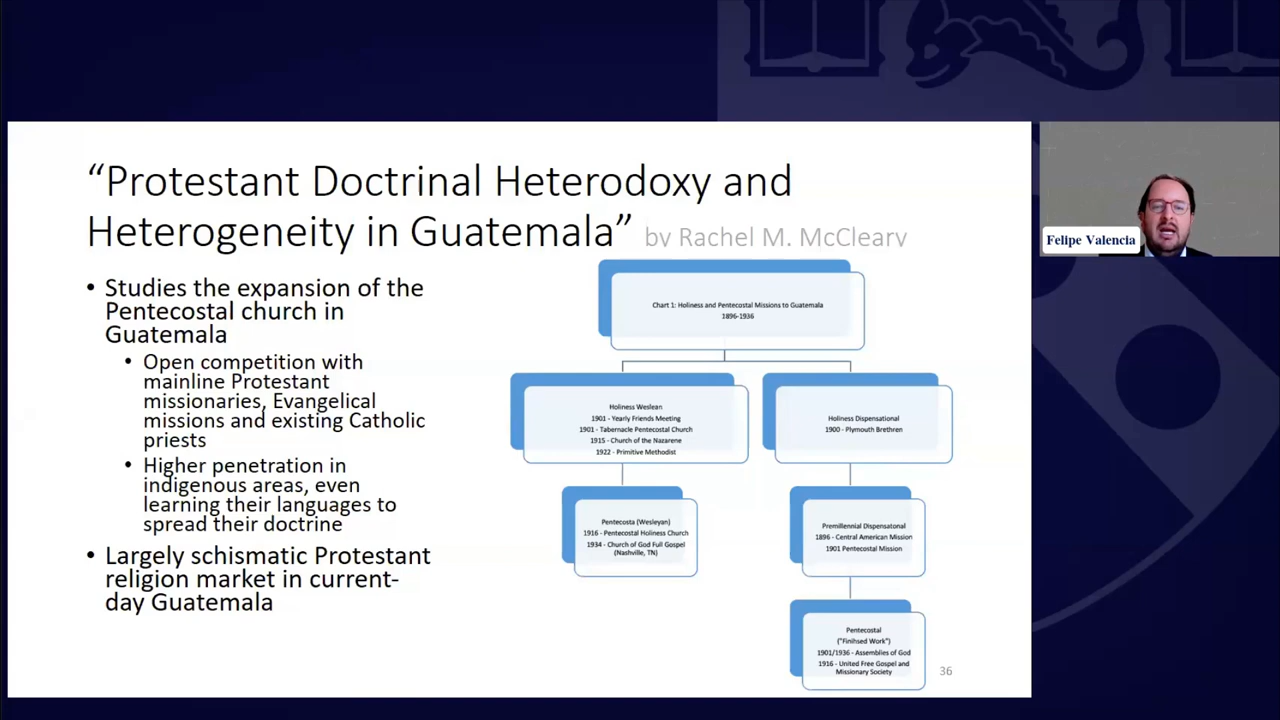 “Protestant Doctrinal Heterodoxy and
Heterogeneity in Guatemala” by Rachel M. McCleary
• Studies the expansion of the
Pentecostal church in
Guatemala
• Open competition with
mainline Protestant
missionaries, Evangelical
missions and existing Catholic
priests
• Higher penetration in
indigenous areas, even
learning their languages to
spread their doctrine
• Largely schismatic Protestant
religion market in current-
day Guatemala
Chart 1: Holiness and Pentecostal Missions to Guatemala
1896-1936
Holiness Weslean
1901 - Yearly Friends Meeting
1901 - Tabernacle Pentecostal Church
1915 - Church of the Nazarene
1922 - Primitive Methodist
Holiness Dispensational
1900 - Plymouth Brethren
Pentecosta (Wesleyan)
1916 - Pentecostal Holiness Church
1934 - Church of God Full Gospel
(Nashville, TN)
Premillennial Dispensatonal
1896 - Central American Mission
1901 Pentecostal Mission
Pentecostal
("Finihsed Work")
1901/1936 - Assemblies of God
1916 - United Free Gospel and
Missionary Society
36
Felipe Valencia